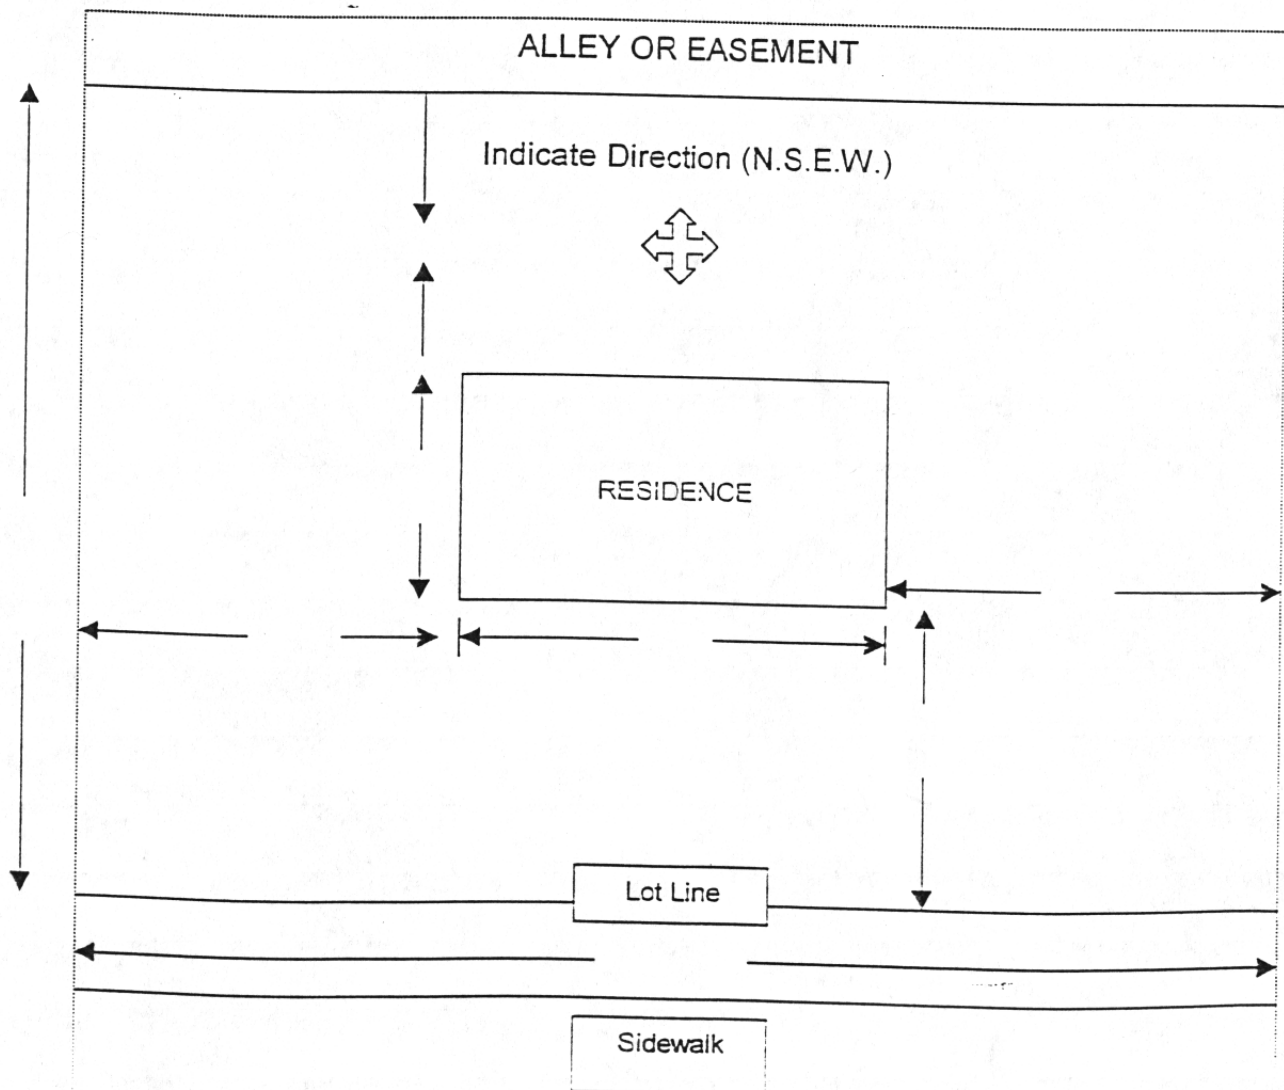 ALLEY OR EASEMENT
Indicate Direction (N.S.E.W.)
RESIDENCE
Lot Line
Sidewalk